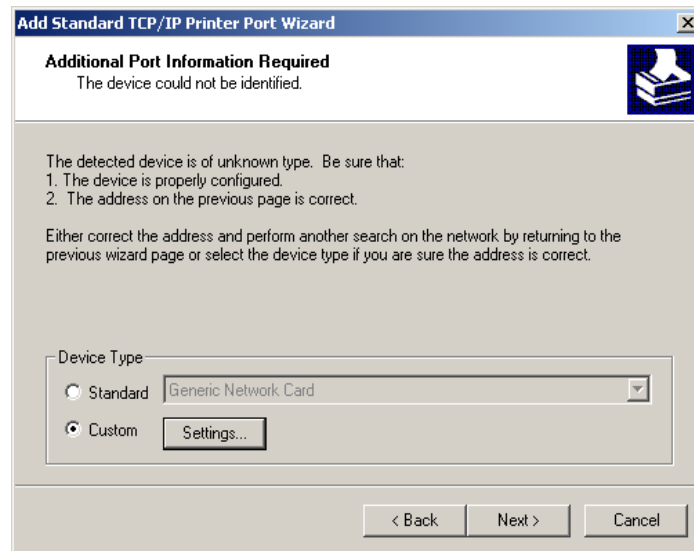 Add Standard TCP/IP Printer Port Wizard
Additional Port Information Required
The device could not be identified.
The detected device is of unknown type.  Be sure that:
1. The device is properly configured.
2.  The address on the previous page is correct.
Either correct the address and perform another search on the network by returning to the
previous wizard page or select the device type if you are sure the address is correct.
Device Type
Standard Generic Network Card
Custom Settings...
< Back Next > Cancel